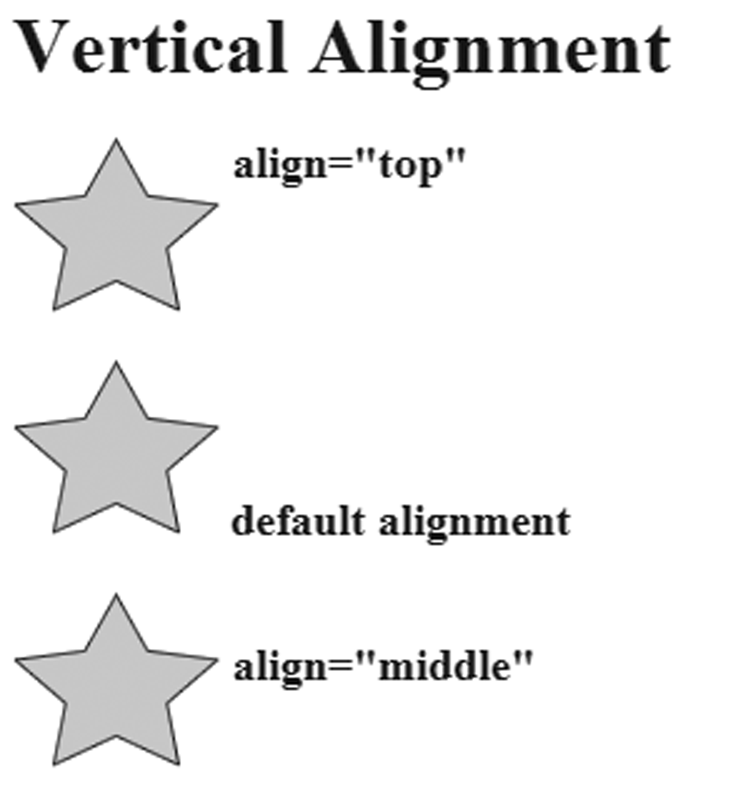 Vertical Alignment
align="top"
default alignment
align="middle"